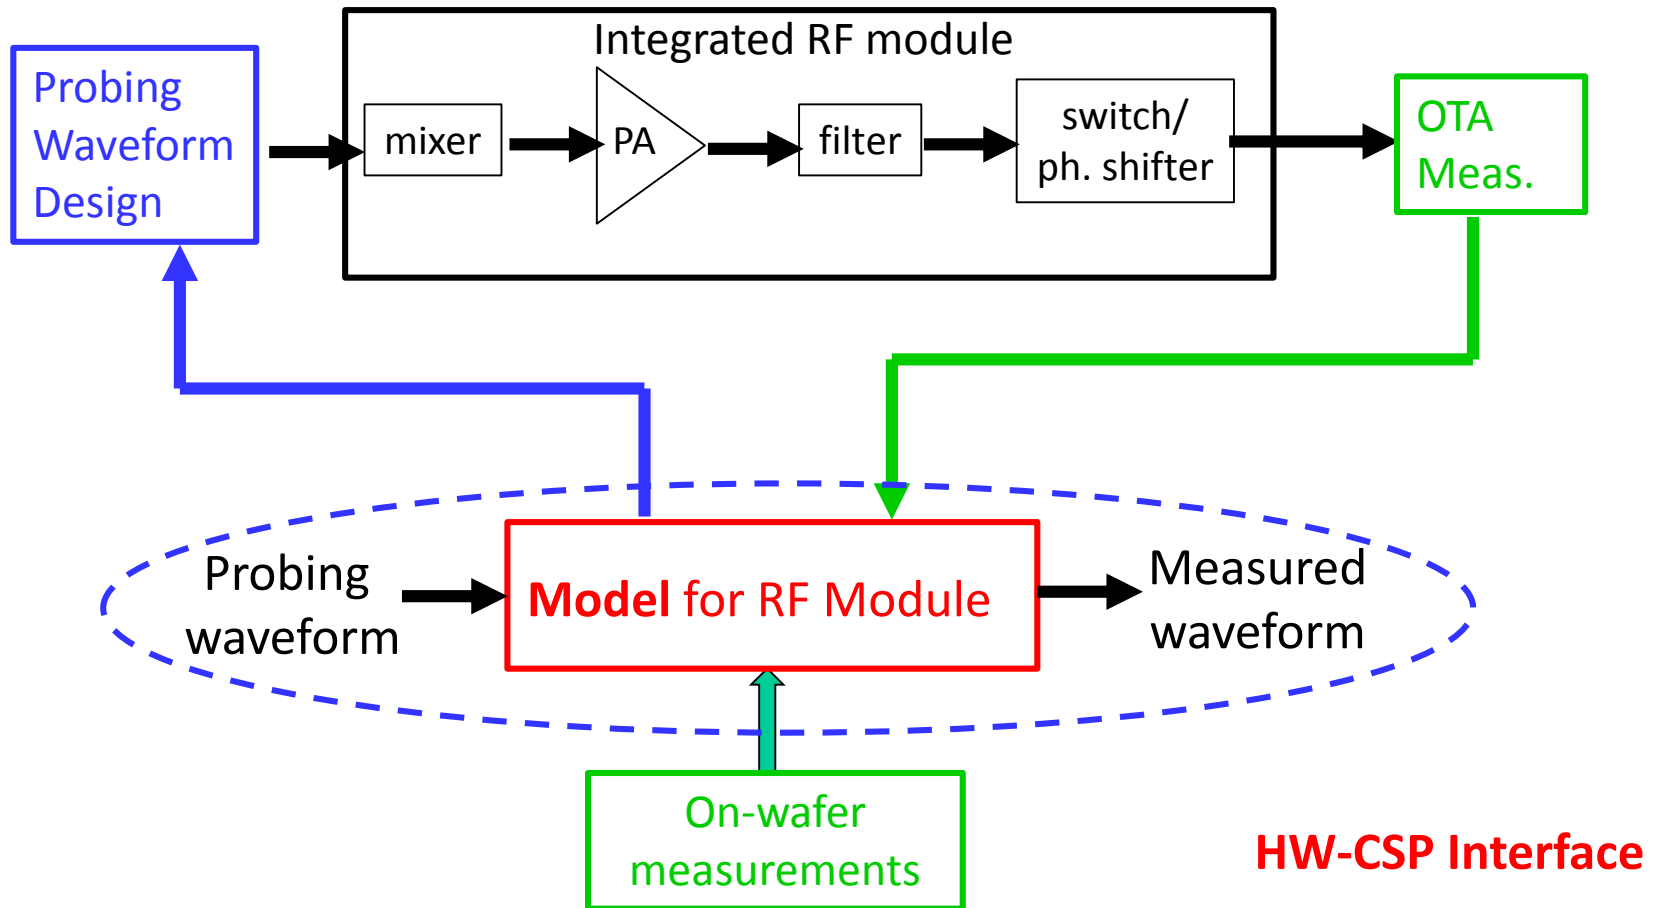 Integrated RF module
Probing
Waveform
Design
mixer
PA
filter
switch/
ph. shifter
OTA
Meas.
Probing
waveform
Model for RF Module
Measured
waveform
On-wafer
measurements
HW-CSP Interface